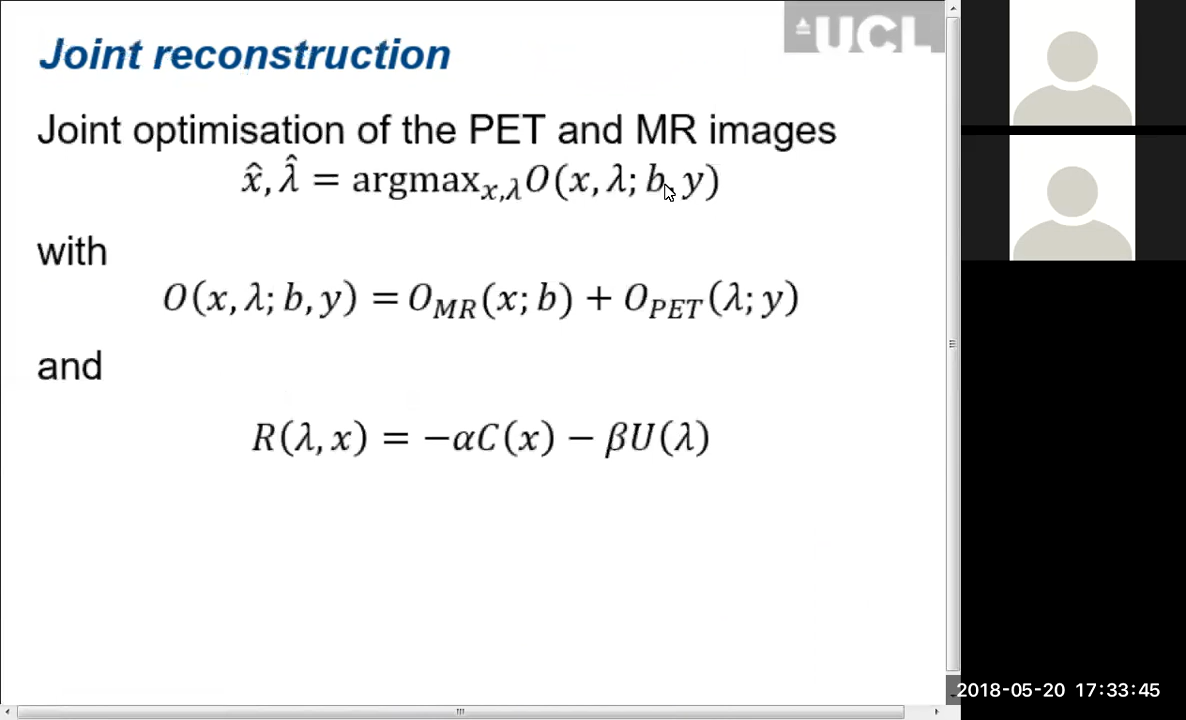 UCL
Joint reconstruction
Joint optimisation of the PET and MR images
x̂, λ̂ = argmaxₓ,λ O(x, λ; b, y)
with
O(x, λ; b, y) = O_MR(x; b) + O_PET(λ; y)
and
R(λ, x) = −αC(x) − βU(λ)
2018-05-20 17:33:45